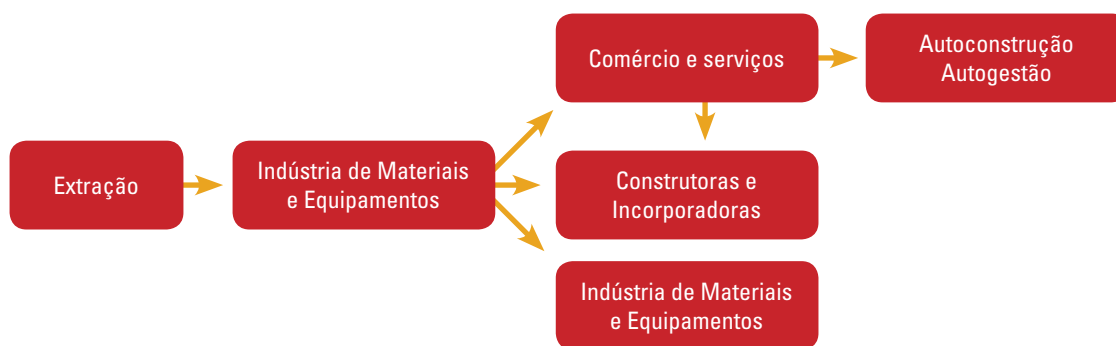 Extração
Indústria de Materiais
e Equipamentos
Comércio e serviços
Autoconstrução
Autogestão
Construtoras e
Incorporadoras
Indústria de Materiais
e Equipamentos